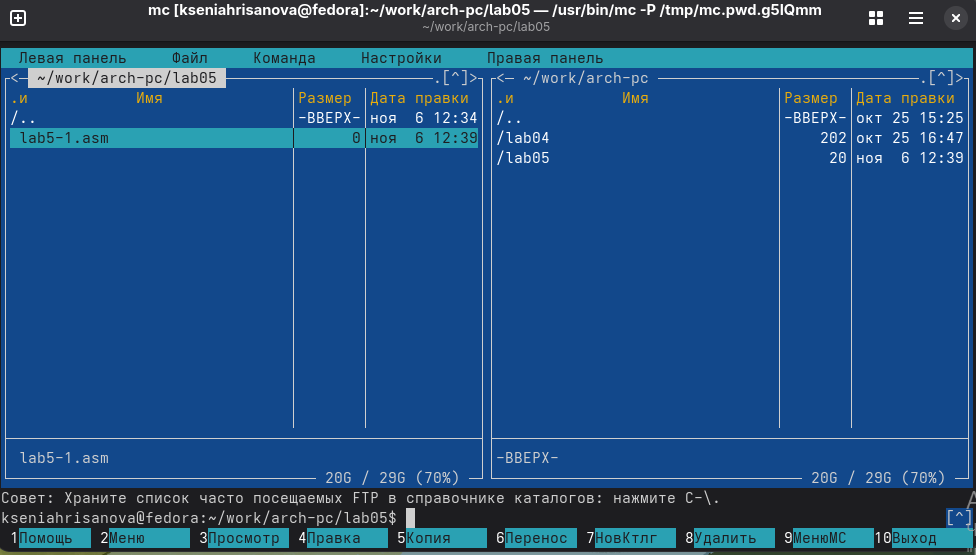 mc [kseniahrisanova@fedora]:~/work/arch-pc/lab05 — /usr/bin/mc -P /tmp/mc.pwd.g5IQmm
~/work/arch-pc/lab05
Левая панель Файл Команда Настройки Правая панель
<— ~/work/arch-pc/lab05 .[^]>
.и Имя Размер Дата правки
/.. -ВВЕРХ- ноя 6 12:34
lab5-1.asm 0 ноя 6 12:39
lab5-1.asm
20G / 29G (70%)
<— ~/work/arch-pc .[^]>
.и Имя Размер Дата правки
/.. -ВВЕРХ- окт 25 15:25
/lab04 202 окт 25 16:47
/lab05 20 ноя 6 12:39
-ВВЕРХ-
20G / 29G (70%)
Совет: Храните список часто посещаемых FTP в справочнике каталогов: нажмите C-\.
kseniahrisanova@fedora:~/work/arch-pc/lab05$ [^]
1Помощь 2Меню 3Просмотр 4Правка 5Копия 6Перенос 7НовКтлг 8Удалить 9МенюMC 10Выход